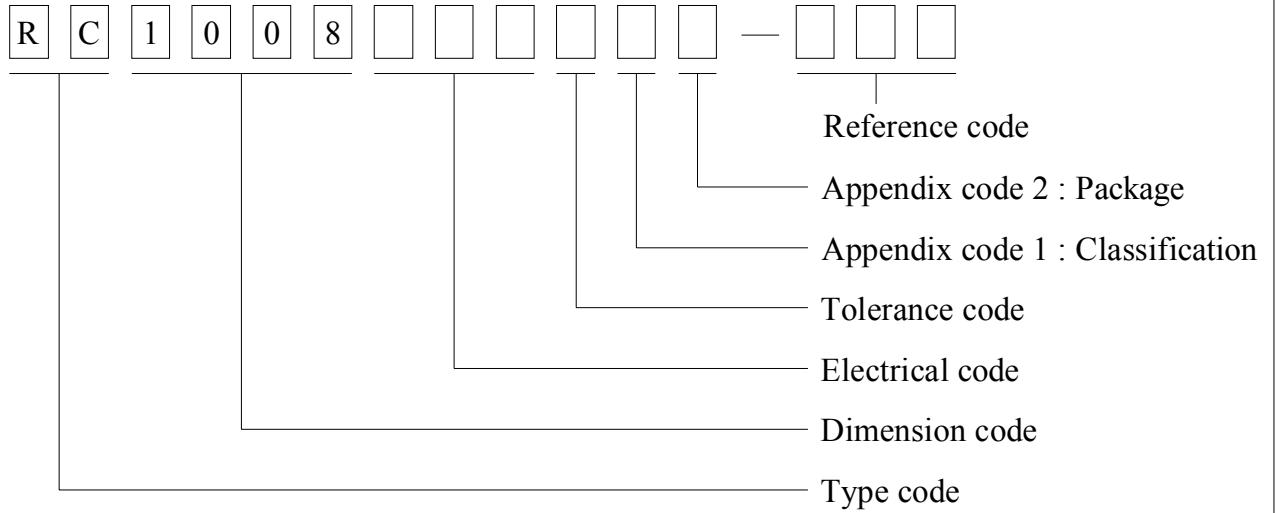 R C 1 0 0 8 —
Reference code
Appendix code 2 : Package
Appendix code 1 : Classification
Tolerance code
Electrical code
Dimension code
Type code